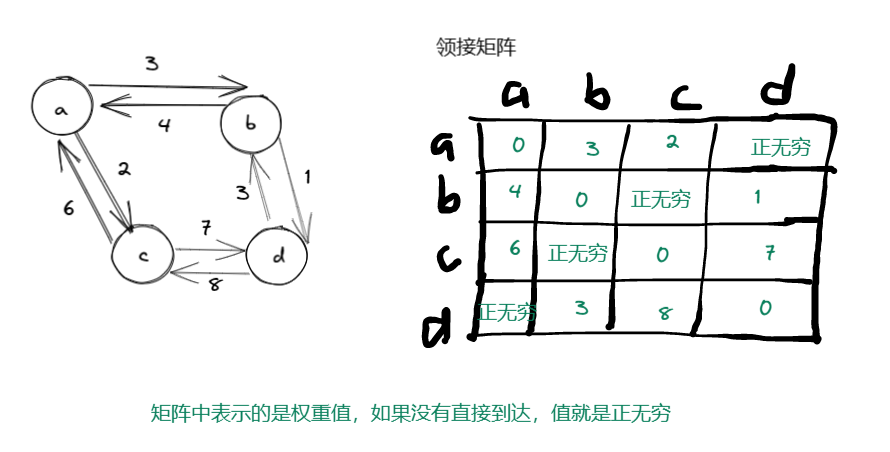 领接矩阵
a b c d
a 0 3 2 正无穷
b 4 0 正无穷 1
c 6 正无穷 0 7
d 正无穷 3 8 0
3
a
4
b
2
1
6
3
7
c
d
8
矩阵中表示的是权重值，如果没有直接到达，值就是正无穷